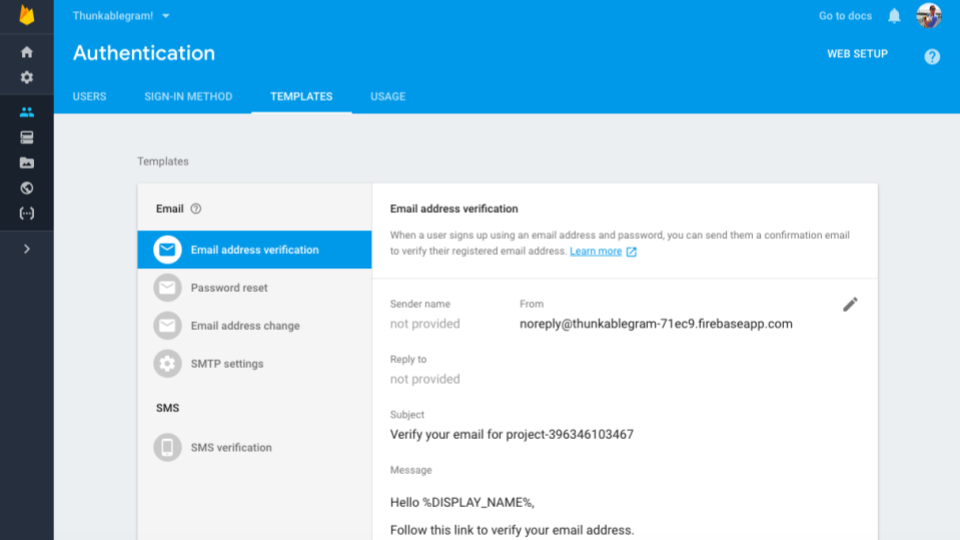 Thunkablegram!
Go to docs
Authentication
WEB SETUP
USERS
SIGN-IN METHOD
TEMPLATES
USAGE
Templates
Email
Email address verification
Password reset
Email address change
SMTP settings
SMS
SMS verification
Email address verification
When a user signs up using an email address and password, you can send them a confirmation email
to verify their registered email address. Learn more
Sender name
not provided
From
noreply@thunkablegram-71ec9.firebaseapp.com
Reply to
not provided
Subject
Verify your email for project-396346103467
Message
Hello %DISPLAY_NAME%,
Follow this link to verify your email address.